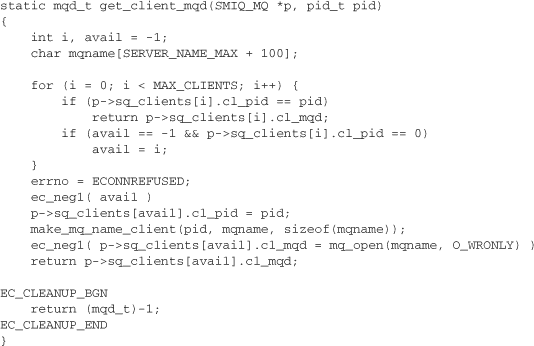 static mqd_t get_client_mqd(SMIQ_MQ *p, pid_t pid)
{
    int i, avail = -1;
    char mqname[SERVER_NAME_MAX + 100];

    for (i = 0; i < MAX_CLIENTS; i++) {
        if (p->sq_clients[i].cl_pid == pid)
            return p->sq_clients[i].cl_mqd;
        if (avail == -1 && p->sq_clients[i].cl_pid == 0)
            avail = i;
    }
    errno = ECONNREFUSED;
    ec_neg1( avail )
    p->sq_clients[avail].cl_pid = pid;
    make_mq_name_client(pid, mqname, sizeof(mqname));
    ec_neg1( p->sq_clients[avail].cl_mqd = mq_open(mqname, O_WRONLY) )
    return p->sq_clients[avail].cl_mqd;

EC_CLEANUP_BGN
    return (mqd_t)-1;
EC_CLEANUP_END
}